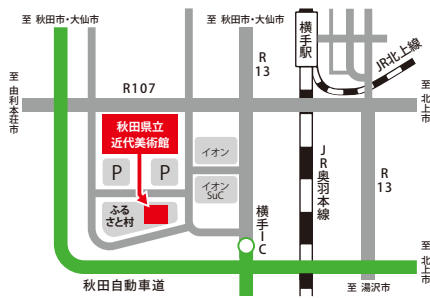 至 秋田市・大仙市
至 秋田市・大仙市
横手駅
JR北上線
R
13
R107
至 由利本荘市
至 北上市
秋田県立
近代美術館
イオン
P
P
イオン
SuC
JR奥羽本線
R
13
ふる
さと村
横手IC
至 北上市
秋田自動車道
至 湯沢市